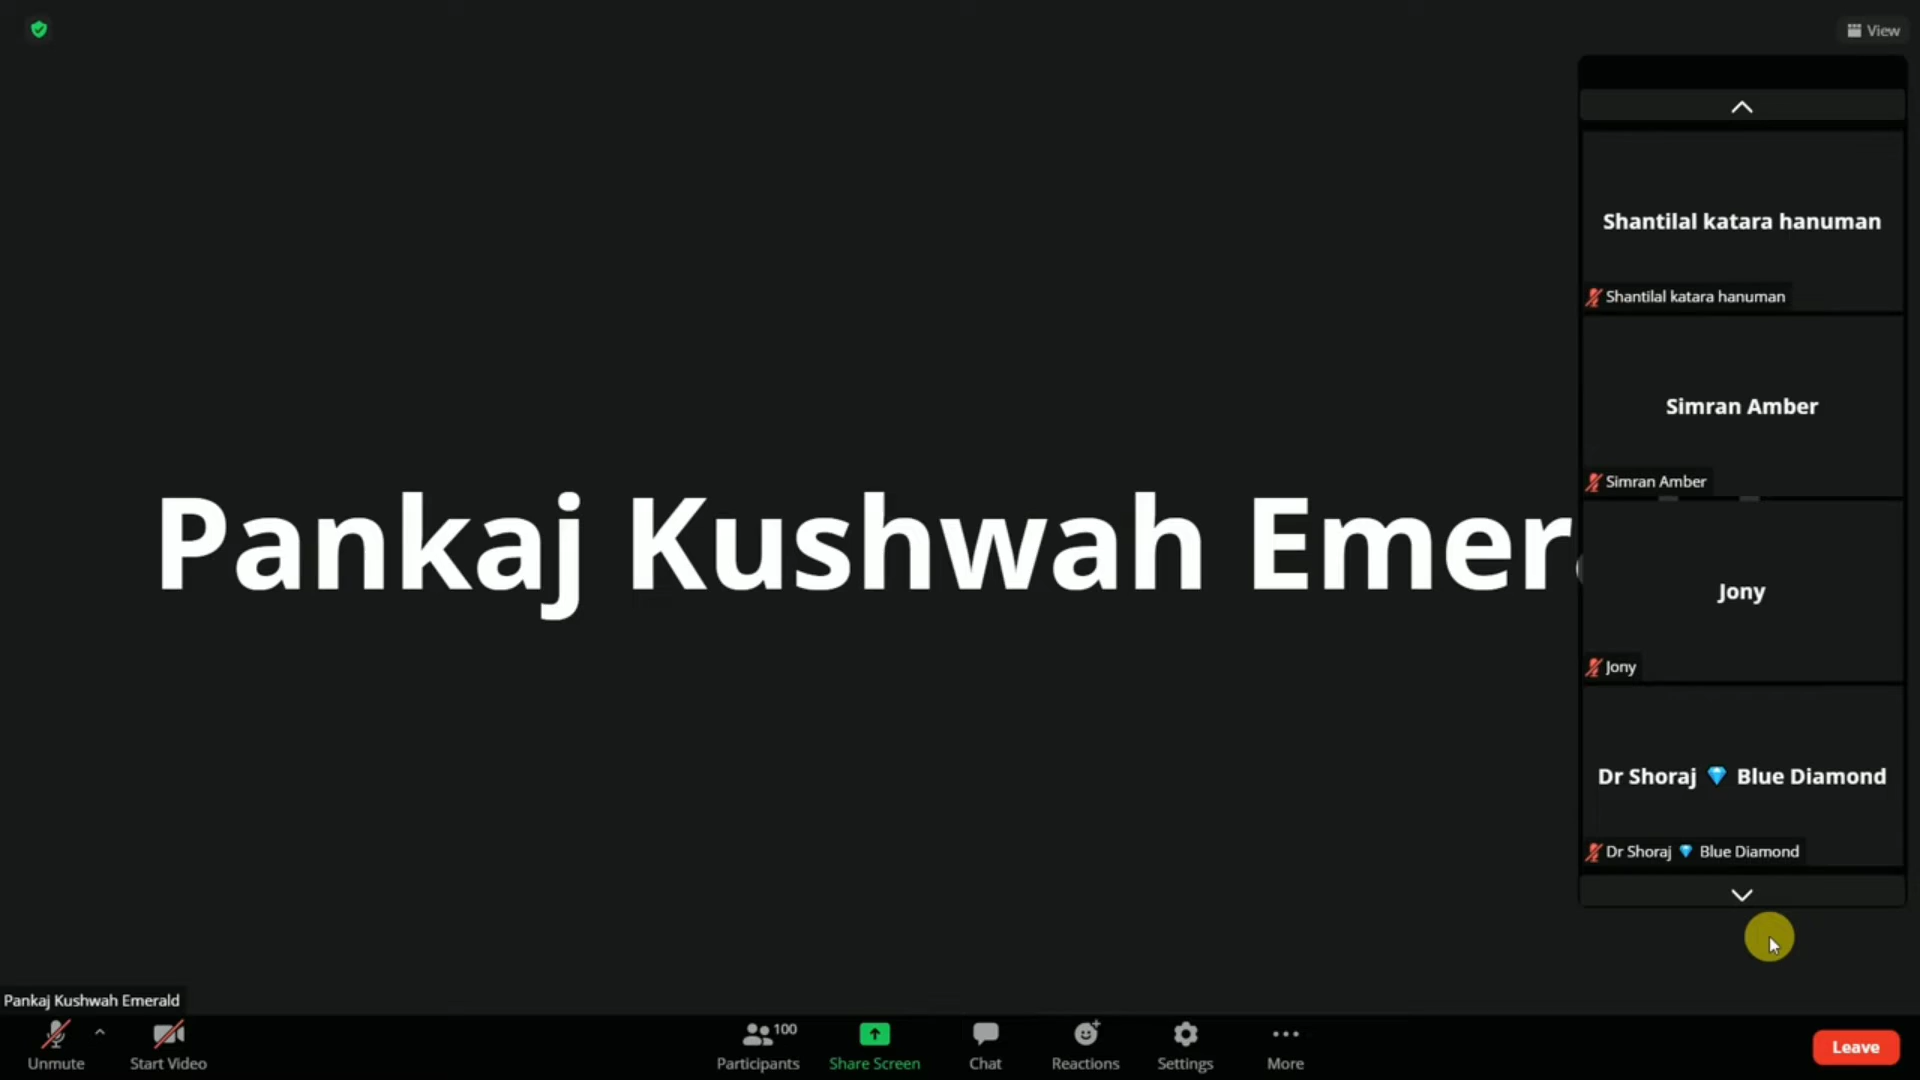 View
Shantilal katara hanuman
Shantilal katara hanuman
Simran Amber
Simran Amber
Pankaj Kushwah Emer
Jony
Jony
Dr Shoraj 💎 Blue Diamond
Dr Shoraj 💎 Blue Diamond
Pankaj Kushwah Emerald
100
Unmute Start Video Participants Share Screen Chat Reactions Settings More Leave